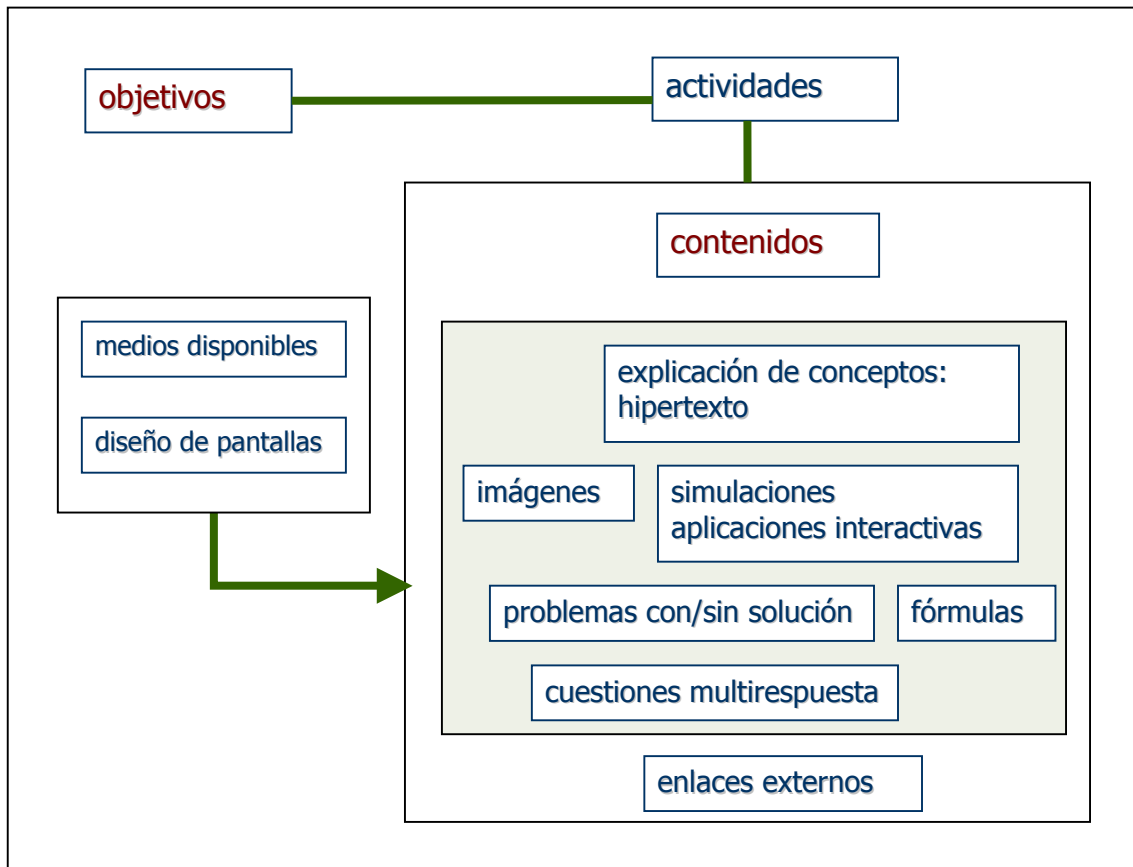 objetivos
actividades
contenidos
medios disponibles
diseño de pantallas
explicación de conceptos:
hipertexto
imágenes
simulaciones
aplicaciones interactivas
problemas con/sin solución
fórmulas
cuestiones multirespuesta
enlaces externos